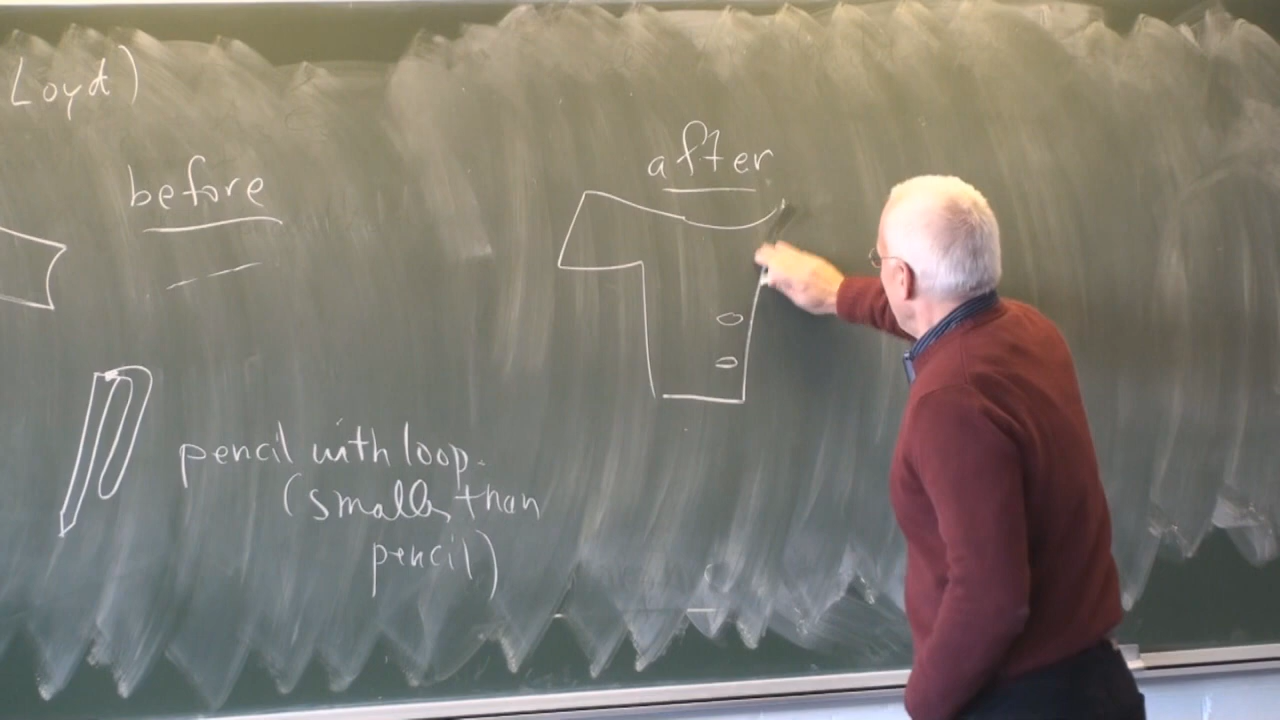 Loyd)
before
after
pencil with loop.
(smaller than
pencil)